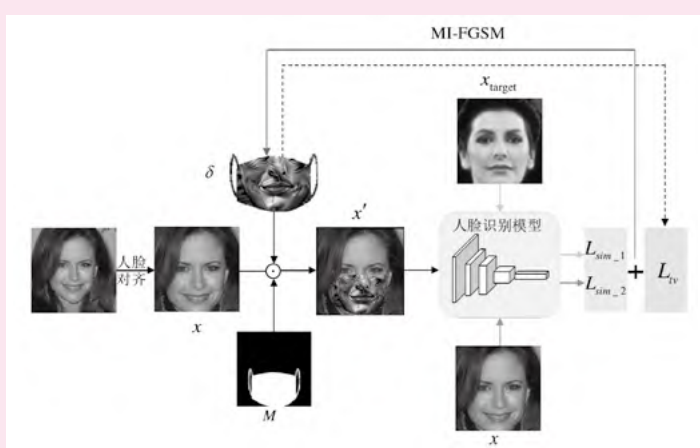 MI-FGSM
x_target
δ
x′
人脸识别模型
人脸
对齐
L_sim_1
L_sim_2
+
L_tv
x
M
x